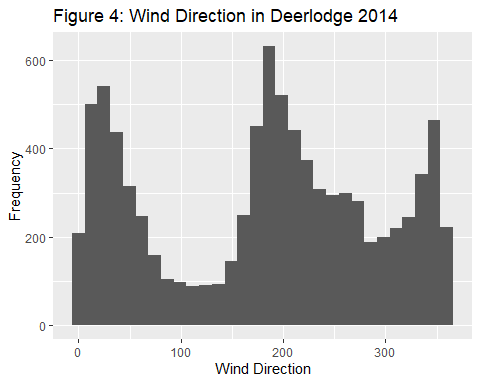 Figure 4: Wind Direction in Deerlodge 2014
600
400
200
0
Frequency
0 100 200 300
Wind Direction